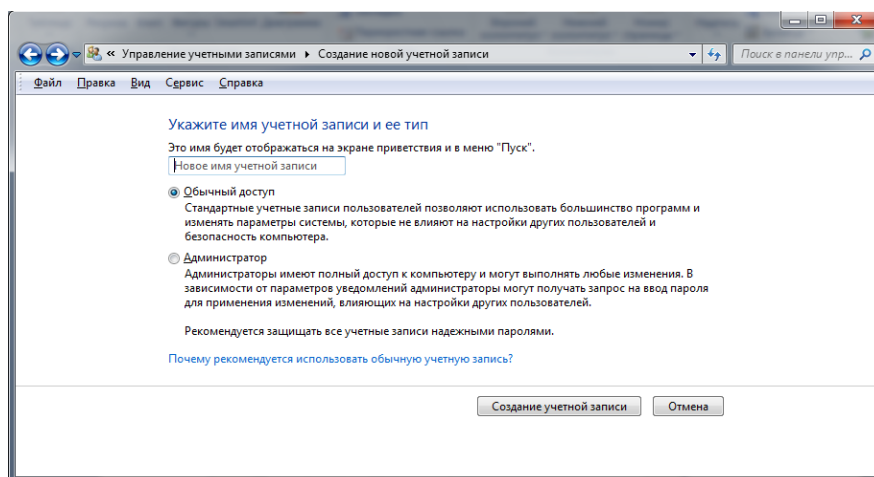 « Управление учетными записями ▸ Создание новой учетной записи
Поиск в панели упр...
Файл Правка Вид Сервис Справка
Укажите имя учетной записи и ее тип
Это имя будет отображаться на экране приветствия и в меню "Пуск".
Новое имя учетной записи
Обычный доступ
Стандартные учетные записи пользователей позволяют использовать большинство программ и
изменять параметры системы, которые не влияют на настройки других пользователей и
безопасность компьютера.
Администратор
Администраторы имеют полный доступ к компьютеру и могут выполнять любые изменения. В
зависимости от параметров уведомлений администраторы могут получать запрос на ввод пароля
для применения изменений, влияющих на настройки других пользователей.
Рекомендуется защищать все учетные записи надежными паролями.
Почему рекомендуется использовать обычную учетную запись?
Создание учетной записи Отмена